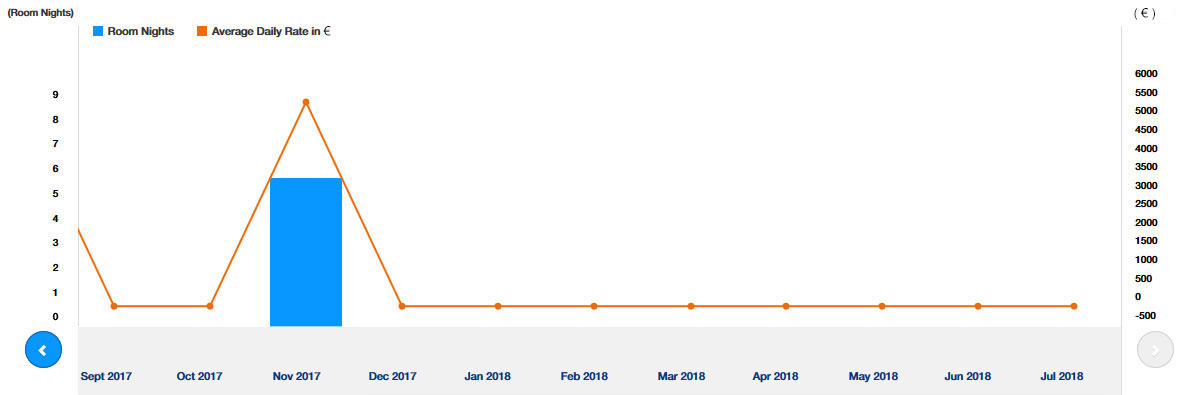 (Room Nights)
( € )
Room Nights
Average Daily Rate in €
9
8
7
6
5
4
3
2
1
0
6000
5500
5000
4500
4000
3500
3000
2500
2000
1500
1000
500
0
-500
Sept 2017
Oct 2017
Nov 2017
Dec 2017
Jan 2018
Feb 2018
Mar 2018
Apr 2018
May 2018
Jun 2018
Jul 2018